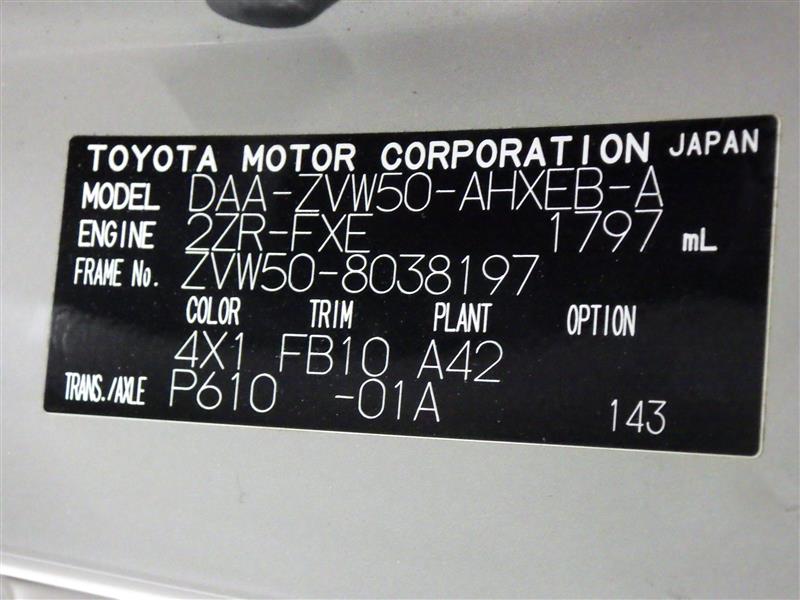 TOYOTA MOTOR CORPORATION JAPAN
MODEL DAA-ZVW50-AHXEB-A
ENGINE 2ZR-FXE 1797 mL
FRAME No. ZVW50-8038197
COLOR TRIM PLANT OPTION
4X1 FB10 A42
TRANS./AXLE P610 -01A 143